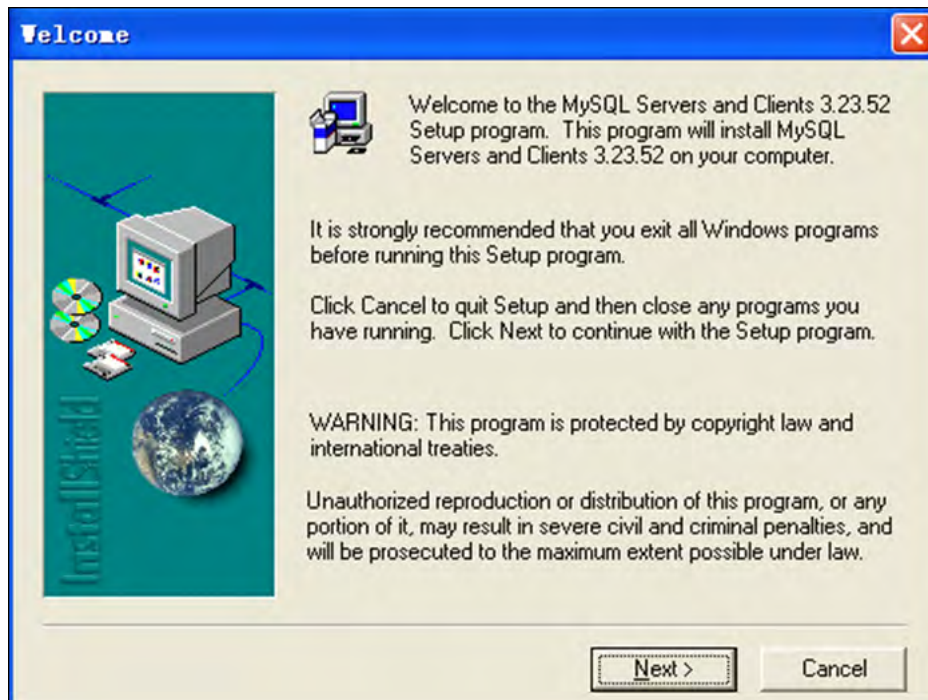 Welcome
Welcome to the MySQL Servers and Clients 3.23.52
Setup program. This program will install MySQL
Servers and Clients 3.23.52 on your computer.
It is strongly recommended that you exit all Windows programs
before running this Setup program.
Click Cancel to quit Setup and then close any programs you
have running. Click Next to continue with the Setup program.
WARNING: This program is protected by copyright law and
international treaties.
Unauthorized reproduction or distribution of this program, or any
portion of it, may result in severe civil and criminal penalties, and
will be prosecuted to the maximum extent possible under law.
InstallShield
Next >
Cancel